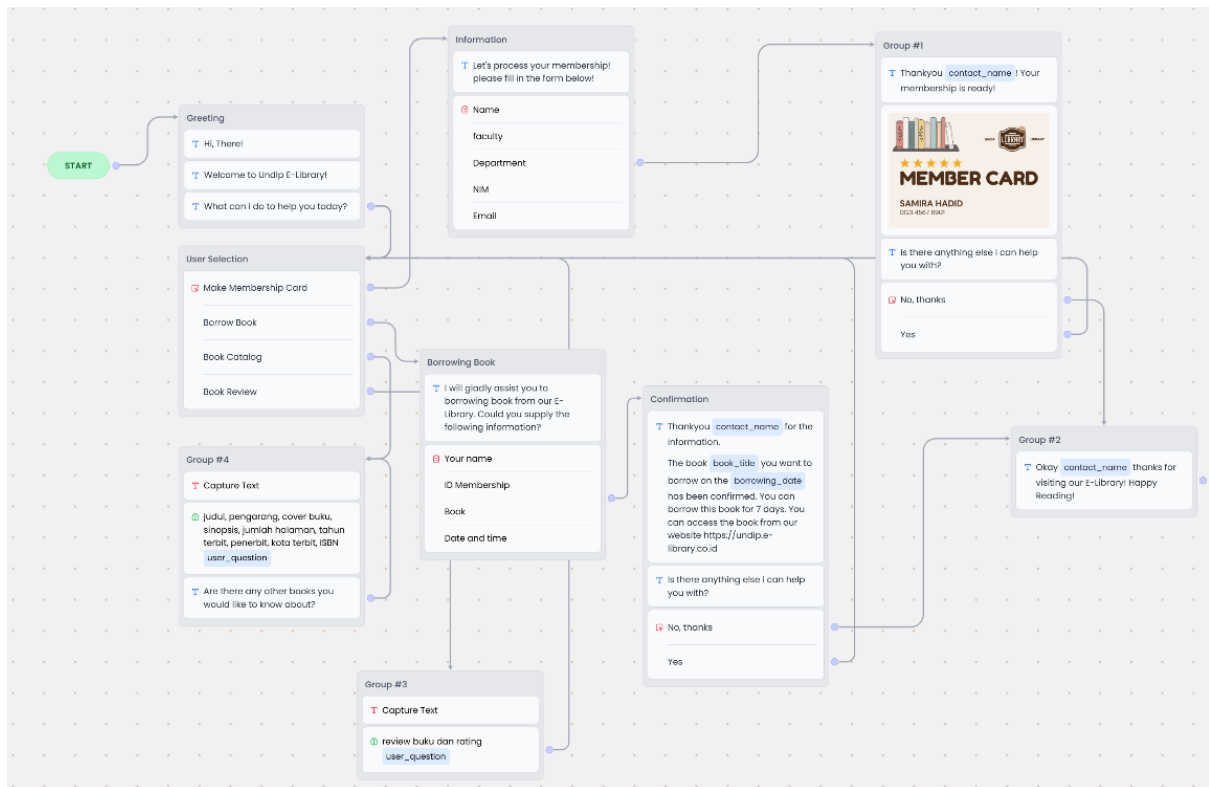 START
Greeting
Hi, There!
Welcome to Undip E-Library!
What can i do to help you today?
User Selection
Make Membership Card
Borrow Book
Book Catalog
Book Review
Group #4
Capture Text
judul, pengarang, cover buku,
sinopsis, jumlah halaman, tahun
terbit, penerbit, kota terbit, ISBN
user_question
Are there any other books you
would like to know about?
Information
Let's process your membership!
please fill in the form below!
Name
faculty
Department
NIM
Email
Borrowing Book
I will gladly assist you to
borrowing book from our E-
Library. Could you supply the
following information?
Your name
ID Membership
Book
Date and time
Group #3
Capture Text
review buku dan rating
user_question
Confirmation
Thankyou contact_name for the
information.
The book book_title you want to
borrow on the borrowing_date
has been confirmed. You can
borrow this book for 7 days. You
can access the book from our
website https://undip.e-
library.co.id
Is there anything else i can help
you with?
No, thanks
Yes
Group #1
Thankyou contact_name ! Your
membership is ready!
LIBRARY
MEMBER CARD
SAMIRA HADID
0123 4567 8901
Is there anything else i can help
you with?
No, thanks
Yes
Group #2
Okay contact_name thanks for
visiting our E-Library! Happy
Reading!